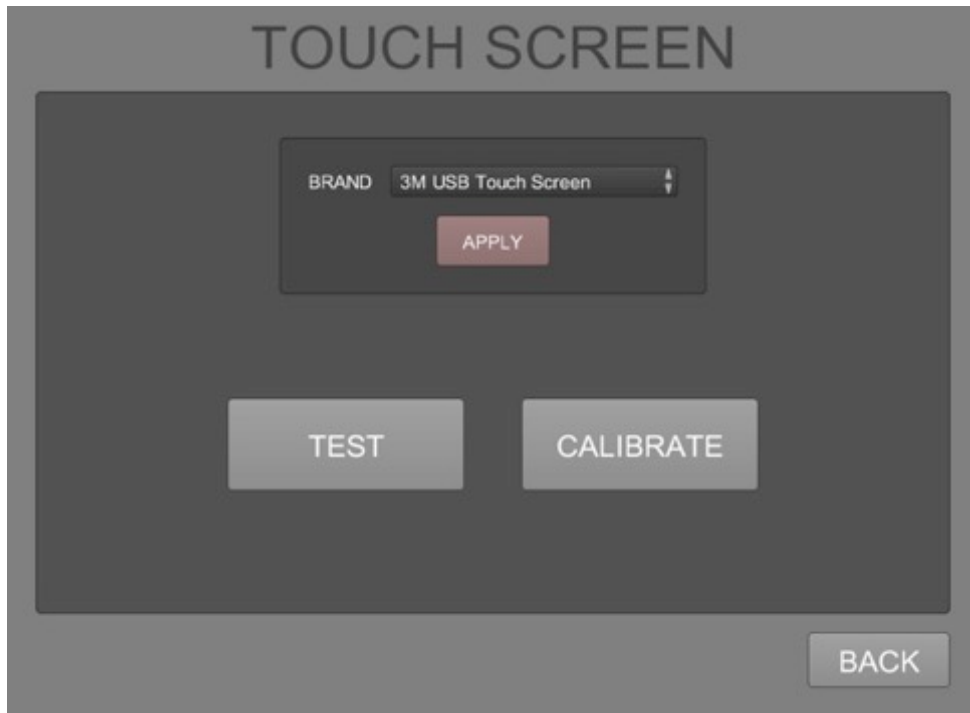 TOUCH SCREEN
BRAND 3M USB Touch Screen
APPLY
TEST CALIBRATE
BACK